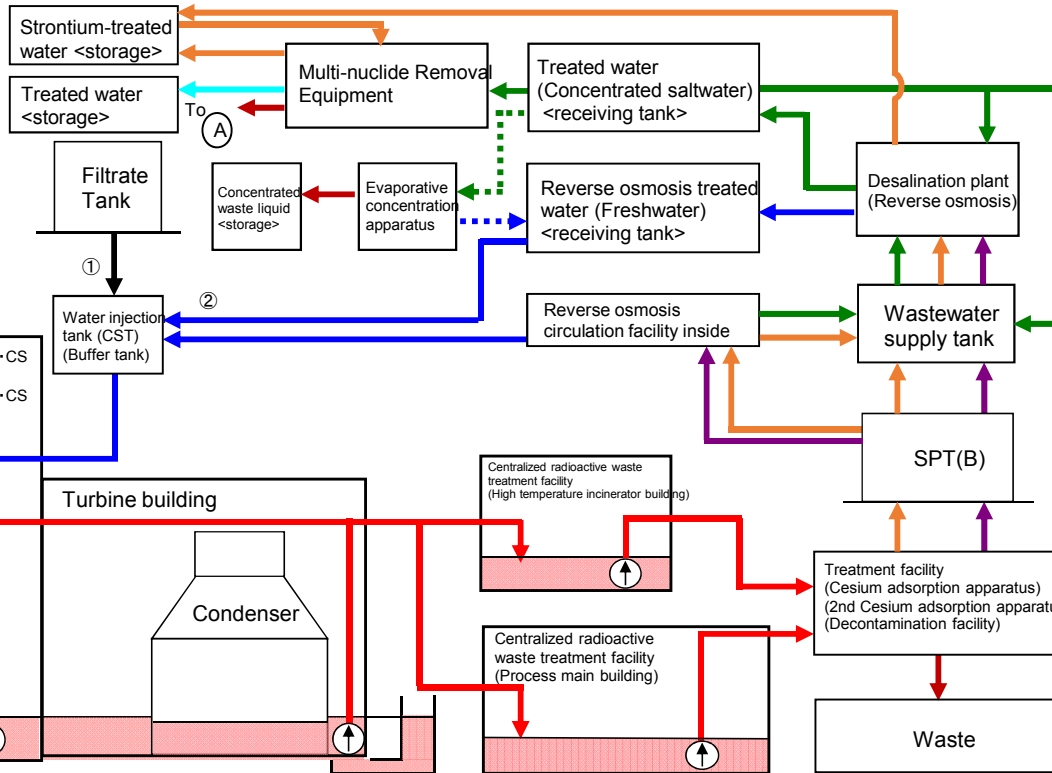 Strontium-treated
water <storage>
Treated water
<storage>
To
A
Multi-nuclide Removal
Equipment
Treated water
(Concentrated saltwater)
<receiving tank>
Filtrate
Tank
Concentrated
waste liquid
<storage>
Evaporative
concentration
apparatus
Reverse osmosis treated
water (Freshwater)
<receiving tank>
Desalination plant
(Reverse osmosis)
①
②
Water injection
tank (CST)
(Buffer tank)
Reverse osmosis
circulation facility inside
Wastewater
supply tank
・CS
・CS
SPT(B)
Turbine building
Centralized radioactive waste
treatment facility
(High temperature incinerator building)
Condenser
Treatment facility
(Cesium adsorption apparatus)
(2nd Cesium adsorption apparatu
(Decontamination facility)
Centralized radioactive
waste treatment facility
(Process main building)
Waste